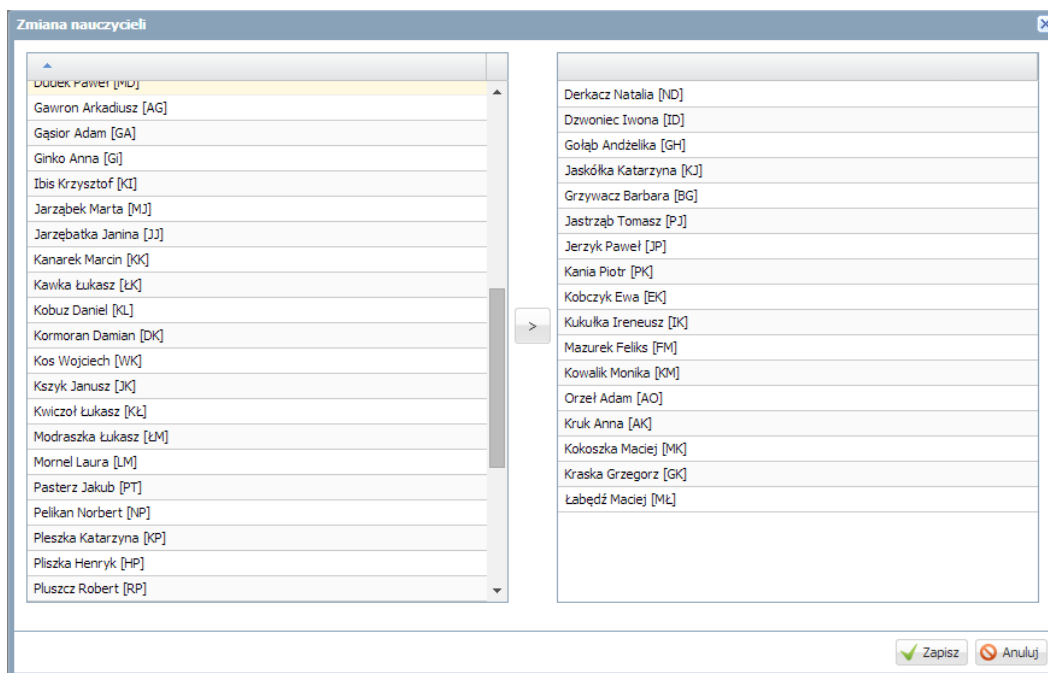 Zmiana nauczycieli
Dudek Paweł [MD]
Gawron Arkadiusz [AG]
Gąsior Adam [GA]
Ginko Anna [Gi]
Ibis Krzysztof [KI]
Jarząbek Marta [MJ]
Jarzębatka Janina [JJ]
Kanarek Marcin [KK]
Kawka Łukasz [ŁK]
Kobuz Daniel [KL]
Kormoran Damian [DK]
Kos Wojciech [WK]
Kszyk Janusz [JK]
Kwiczoł Łukasz [KŁ]
Modraszka Łukasz [ŁM]
Mornel Laura [LM]
Pasterz Jakub [PT]
Pelikan Norbert [NP]
Pleszka Katarzyna [KP]
Pliszka Henryk [HP]
Pluszcz Robert [RP]
>
Derkacz Natalia [ND]
Dzwoniec Iwona [ID]
Gołąb Andżelika [GH]
Jaskółka Katarzyna [KJ]
Grzywacz Barbara [BG]
Jastrząb Tomasz [PJ]
Jerzyk Paweł [JP]
Kania Piotr [PK]
Kobczyk Ewa [EK]
Kukułka Ireneusz [IK]
Mazurek Feliks [FM]
Kowalik Monika [KM]
Orzeł Adam [AO]
Kruk Anna [AK]
Kokoszka Maciej [MK]
Kraska Grzegorz [GK]
Łabędź Maciej [MŁ]
Zapisz
Anuluj